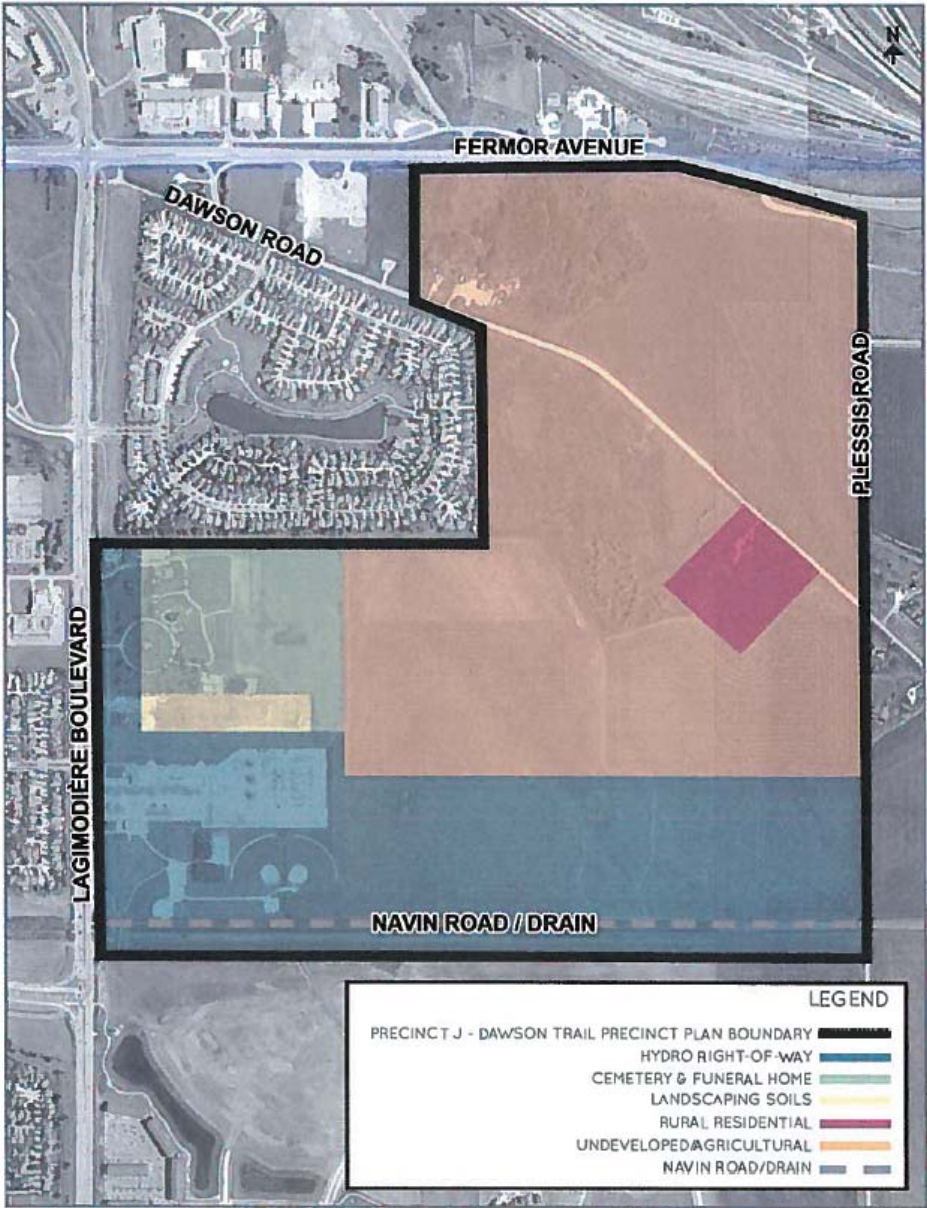 N
FERMOR AVENUE
DAWSON ROAD
PLESSIS ROAD
LAGIMODIÈRE BOULEVARD
NAVIN ROAD / DRAIN
LEGEND
PRECINCT J - DAWSON TRAIL PRECINCT PLAN BOUNDARY
HYDRO RIGHT-OF-WAY
CEMETERY & FUNERAL HOME
LANDSCAPING SOILS
RURAL RESIDENTIAL
UNDEVELOPED/AGRICULTURAL
NAVIN ROAD/DRAIN